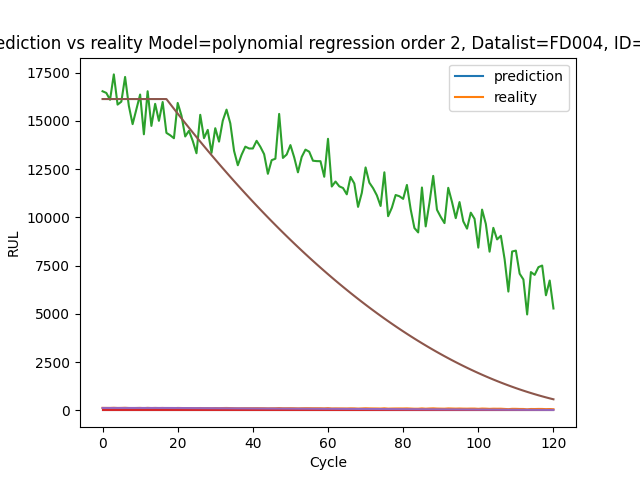 ediction vs reality Model=polynomial regression order 2, Datalist=FD004, ID=
prediction
reality
17500
15000
12500
10000
7500
5000
2500
0
RUL
0 20 40 60 80 100 120
Cycle